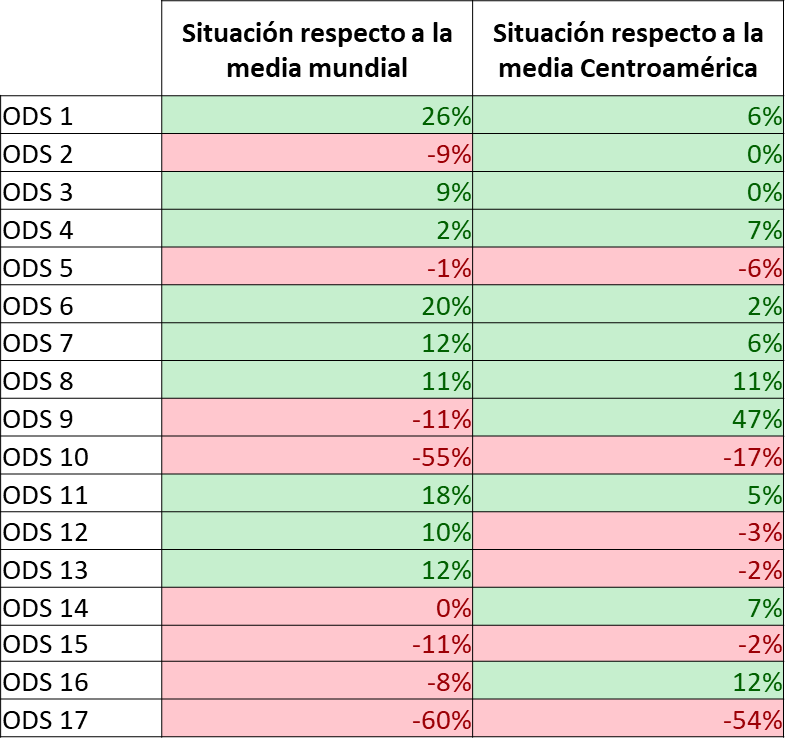 Situación respecto a la media mundial Situación respecto a la media Centroamérica
ODS 1 26% 6%
ODS 2 -9% 0%
ODS 3 9% 0%
ODS 4 2% 7%
ODS 5 -1% -6%
ODS 6 20% 2%
ODS 7 12% 6%
ODS 8 11% 11%
ODS 9 -11% 47%
ODS 10 -55% -17%
ODS 11 18% 5%
ODS 12 10% -3%
ODS 13 12% -2%
ODS 14 0% 7%
ODS 15 -11% -2%
ODS 16 -8% 12%
ODS 17 -60% -54%